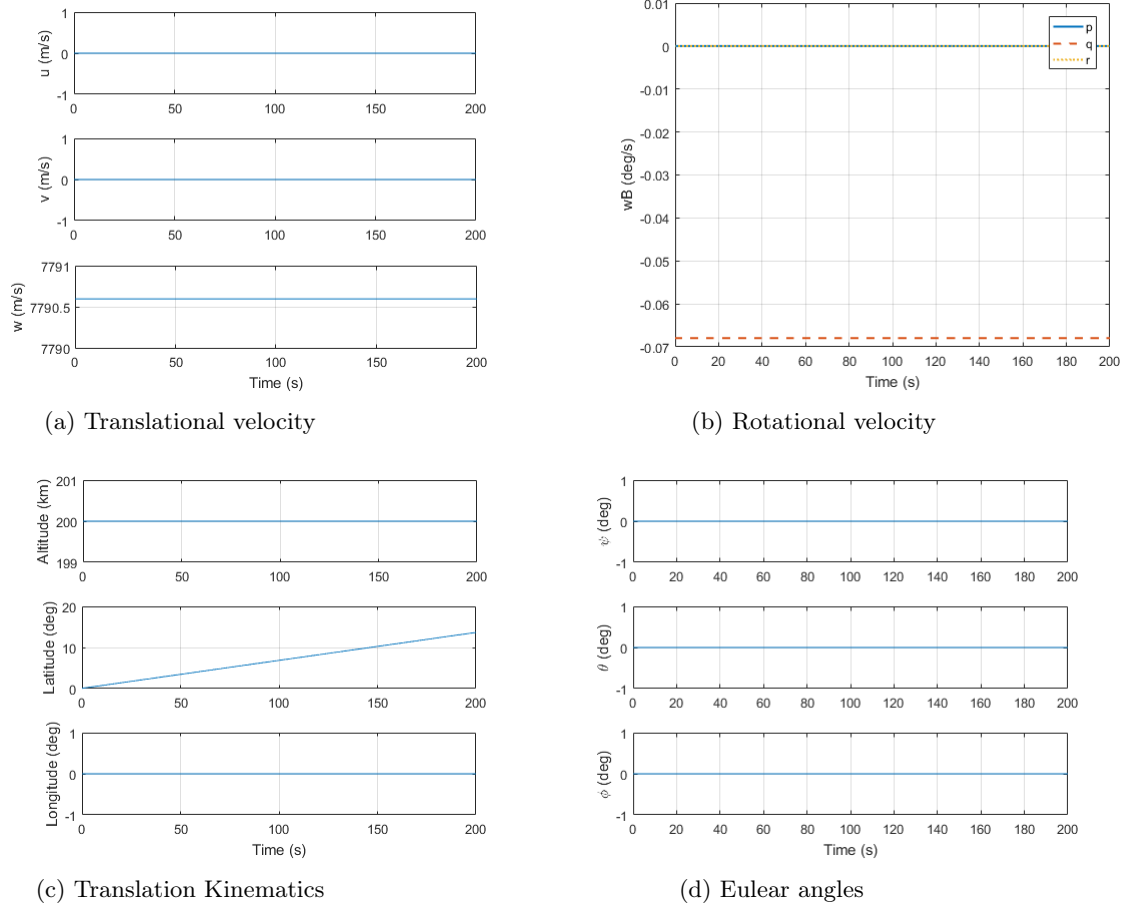 1
0
-1
u (m/s)
0 50 100 150 200
1
0
-1
v (m/s)
0 50 100 150 200
7791
7790.5
7790
w (m/s)
0 50 100 150 200
Time (s)
(a) Translational velocity
0.01
0
-0.01
-0.02
-0.03
-0.04
-0.05
-0.06
-0.07
wB (deg/s)
p
q
r
0 20 40 60 80 100 120 140 160 180 200
Time (s)
(b) Rotational velocity
201
200
199
Altitude (km)
0 50 100 150 200
20
10
0
Latitude (deg)
0 50 100 150 200
1
0
-1
Longitude (deg)
0 50 100 150 200
Time (s)
(c) Translation Kinematics
1
0
-1
ψ (deg)
0 20 40 60 80 100 120 140 160 180 200
1
0
-1
θ (deg)
0 20 40 60 80 100 120 140 160 180 200
1
0
-1
ϕ (deg)
0 20 40 60 80 100 120 140 160 180 200
Time (s)
(d) Eulear angles